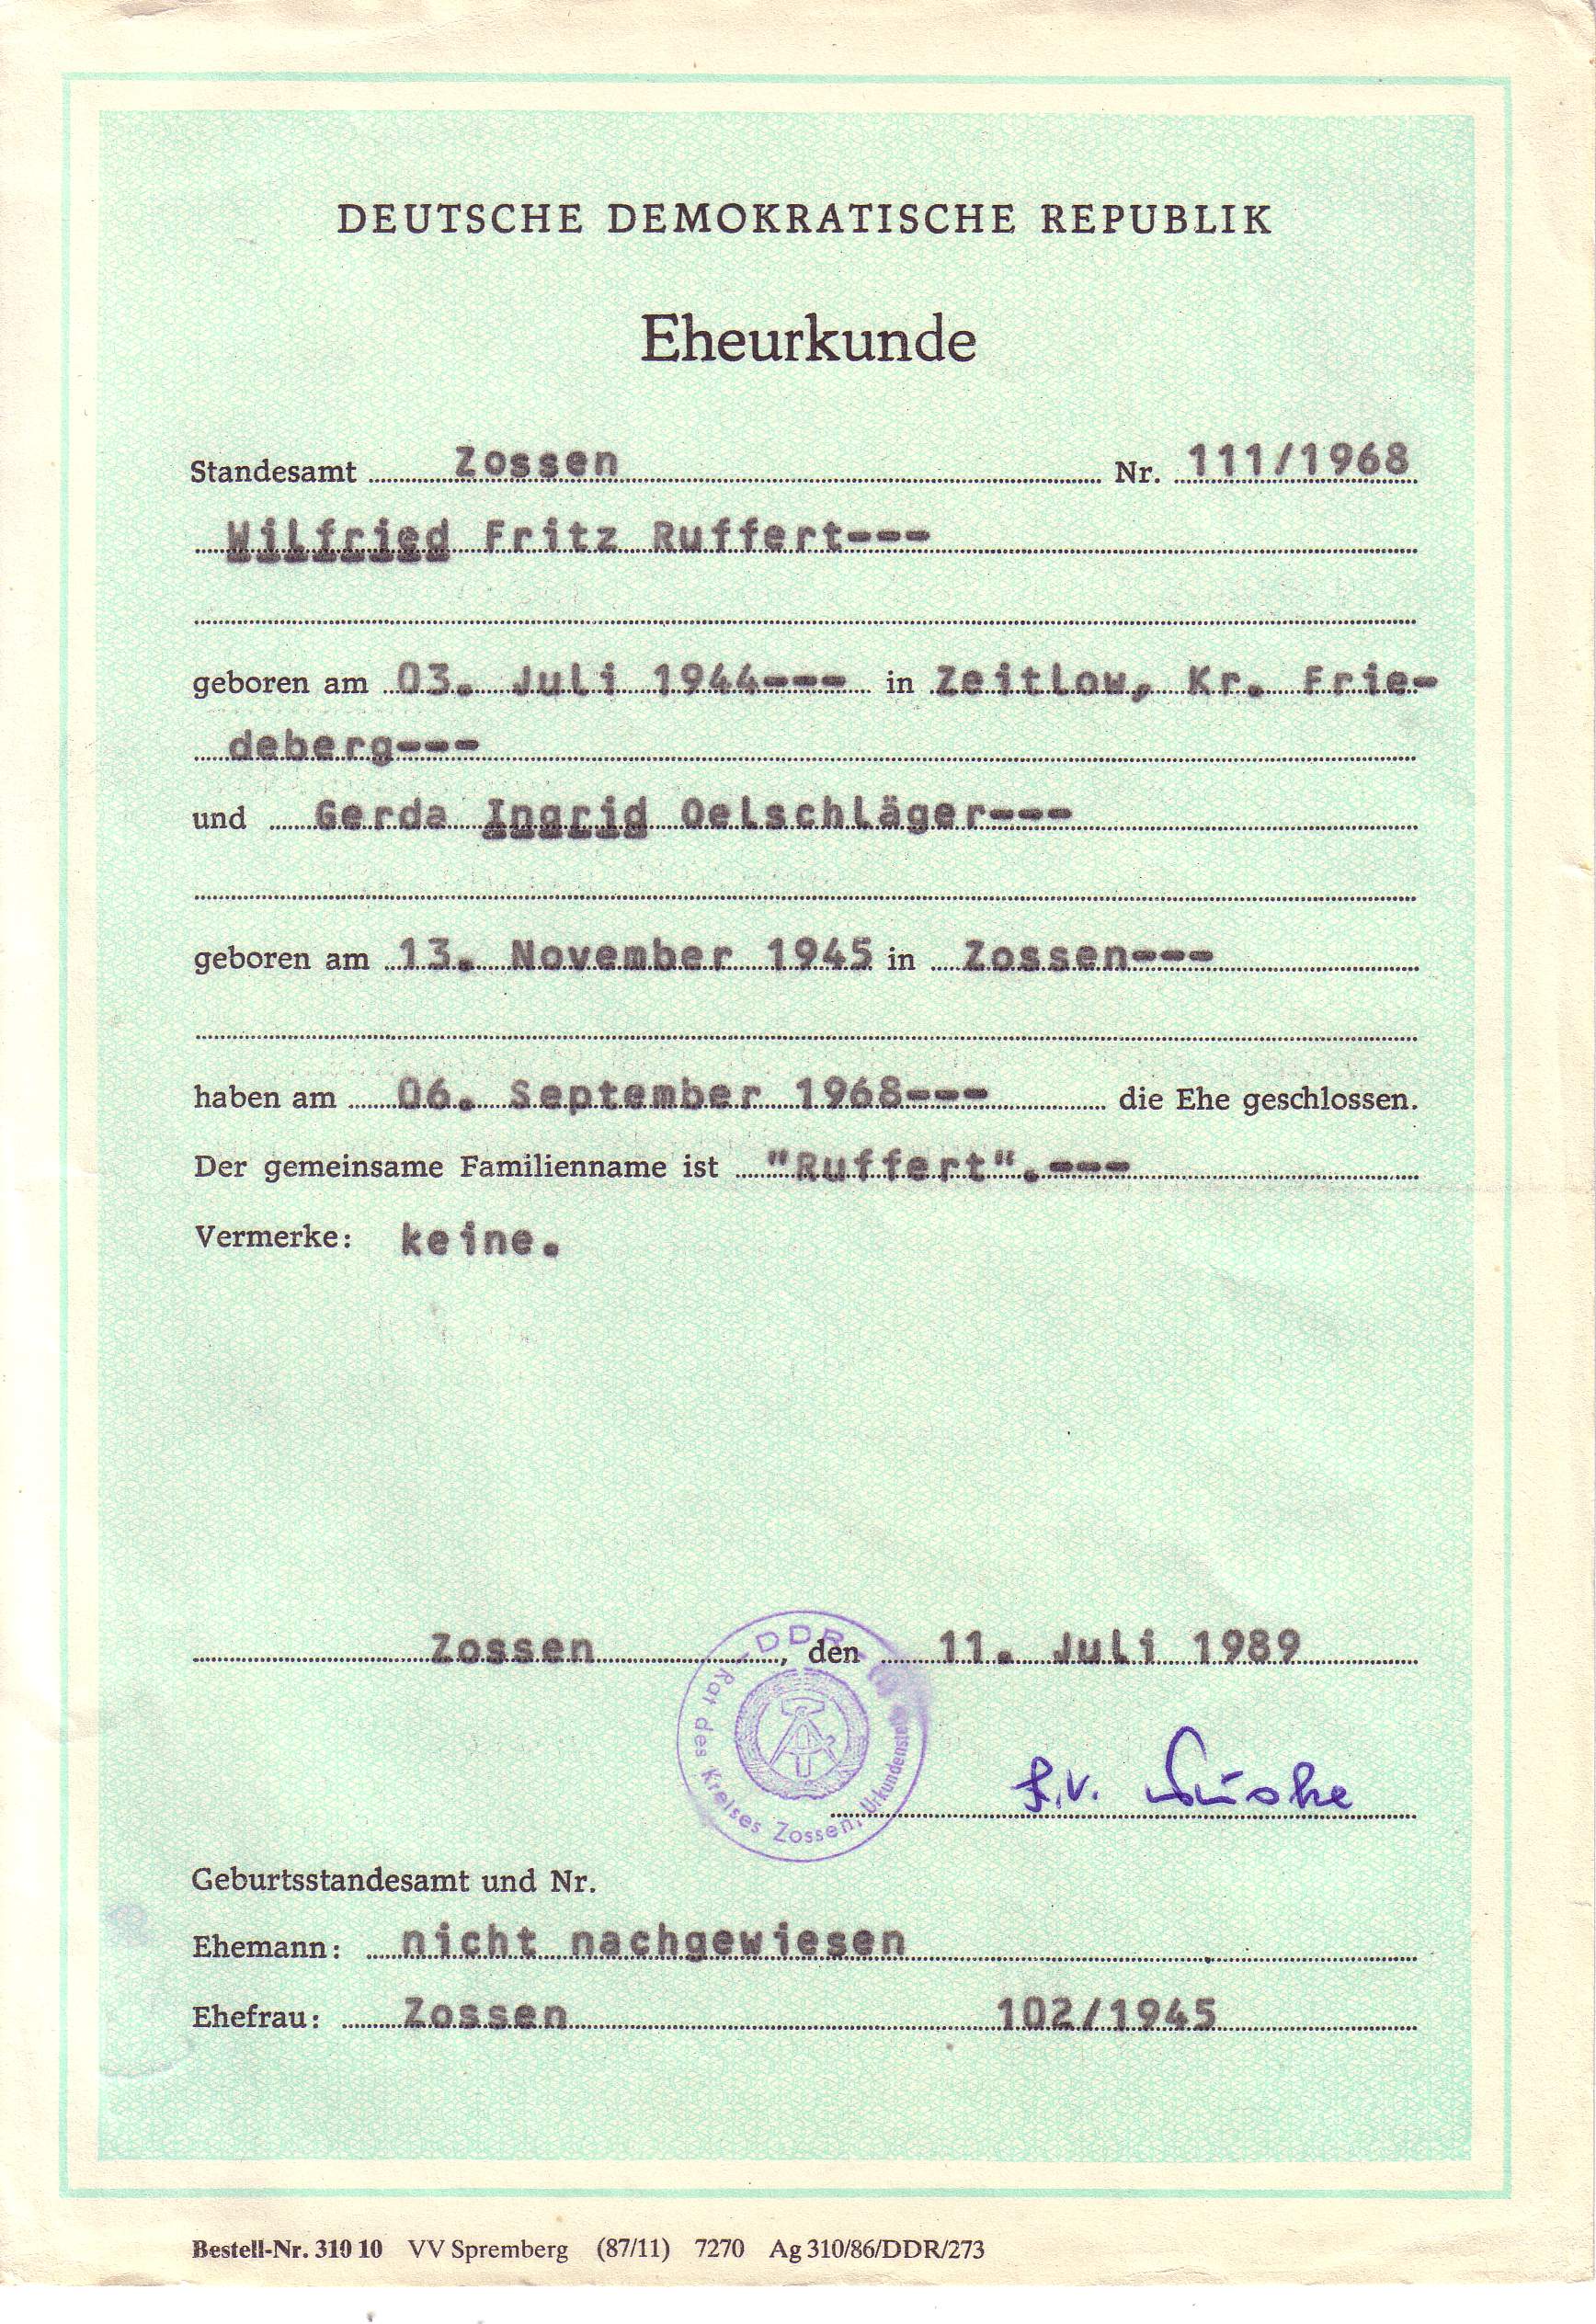 DEUTSCHE DEMOKRATISCHE REPUBLIK
Eheurkunde
Standesamt Zossen Nr. 111/1968
Wilfried Fritz Ruffert---
geboren am 03. Juli 1944--- in Zeitlow, Kr. Frie-
deberg---
und Gerda Ingrid Oelschläger---
geboren am 13. November 1945 in Zossen---
haben am 06. September 1968--- die Ehe geschlossen.
Der gemeinsame Familienname ist "Ruffert".---
Vermerke: keine.
Zossen, den 11. Juli 1989
DDR
Rat des Kreises Zossen, Urkundenstelle
Geburtsstandesamt und Nr.
Ehemann: nicht nachgewiesen
Ehefrau: Zossen 102/1945
Bestell-Nr. 310 10 VV Spremberg (87/11) 7270 Ag 310/86/DDR/273